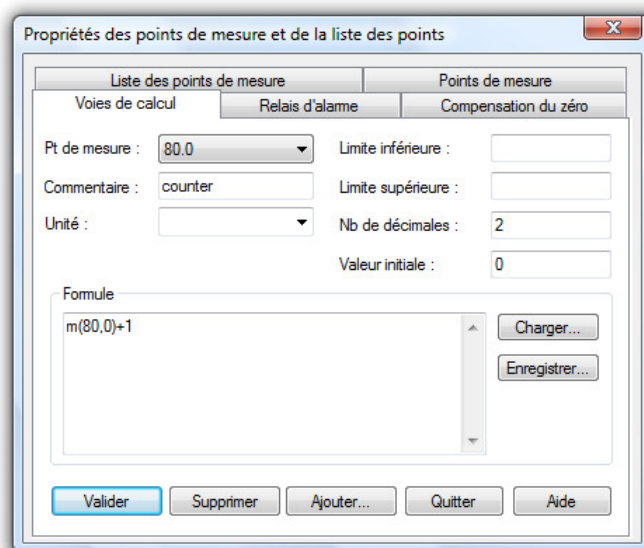 Propriétés des points de mesure et de la liste des points
Liste des points de mesure
Points de mesure
Voies de calcul
Relais d'alarme
Compensation du zéro
Pt de mesure :
80.0
Limite inférieure :
Commentaire :
counter
Limite supérieure :
Unité :
Nb de décimales :
2
Valeur initiale :
0
Formule
m(80,0)+1
Charger...
Enregistrer...
Valider
Supprimer
Ajouter...
Quitter
Aide